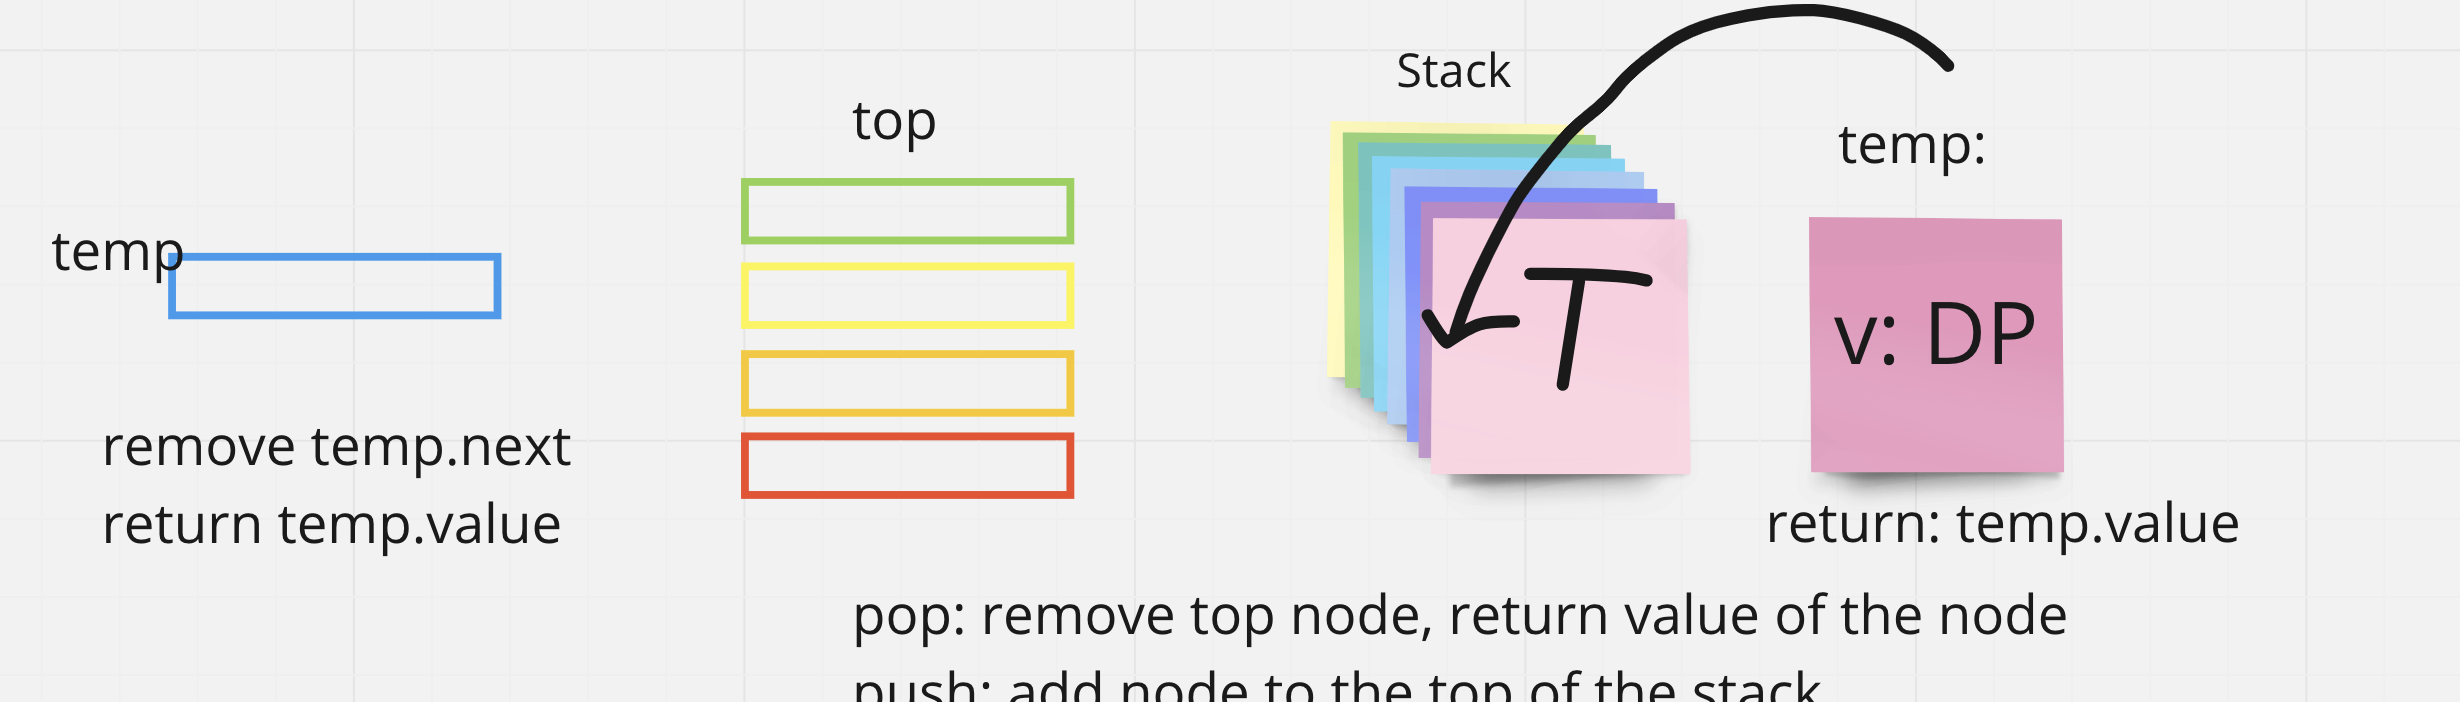 Stack
top
temp:
temp
T
v: DP
remove temp.next
return temp.value
return: temp.value
pop: remove top node, return value of the node
push: add node to the top of the stack